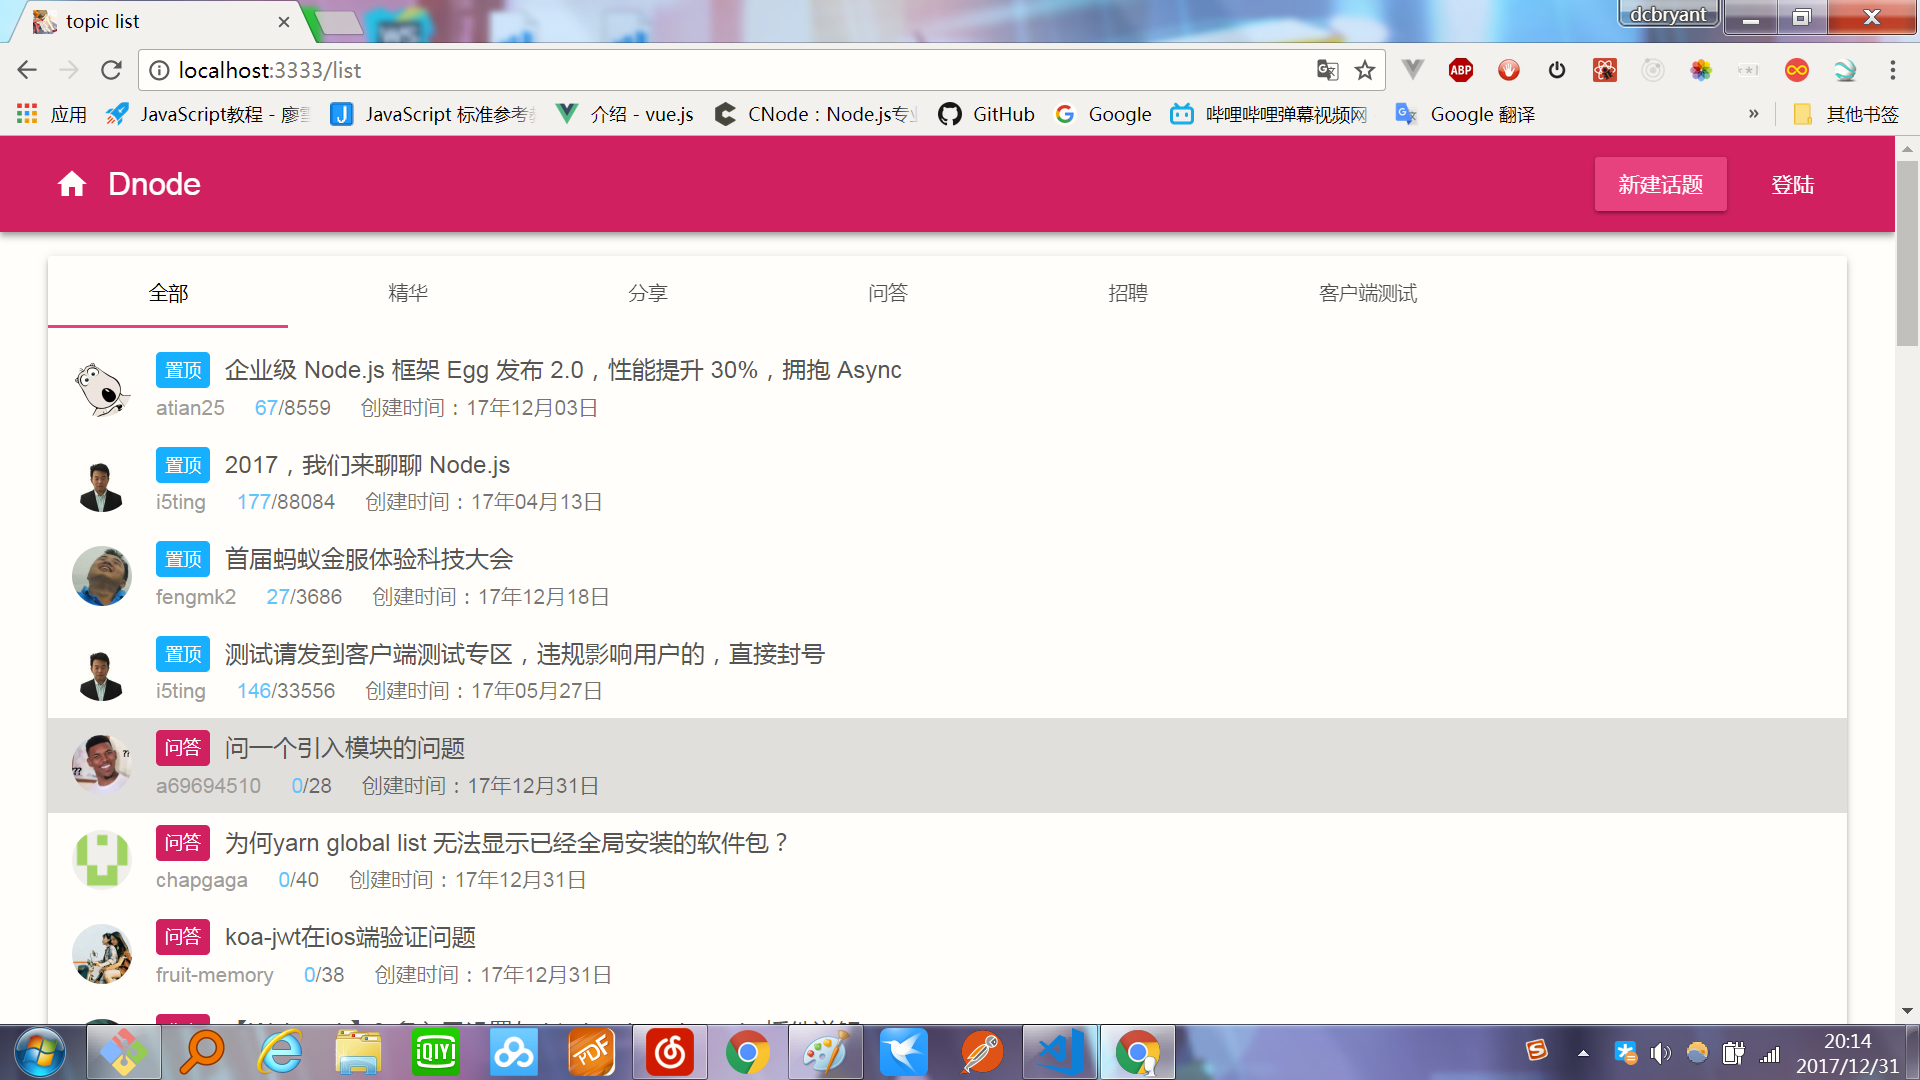 topic list
dcbryant
localhost:3333/list
ABP
应用
JavaScript教程 - 廖
JavaScript 标准参考
介绍 - vue.js
CNode：Node.js专
GitHub
Google
哔哩哔哩弹幕视频网
Google 翻译
»
其他书签
Dnode
新建话题
登陆
全部
精华
分享
问答
招聘
客户端测试
置顶 企业级 Node.js 框架 Egg 发布 2.0，性能提升 30%，拥抱 Async
atian25 67/8559 创建时间：17年12月03日
置顶 2017，我们来聊聊 Node.js
i5ting 177/88084 创建时间：17年04月13日
置顶 首届蚂蚁金服体验科技大会
fengmk2 27/3686 创建时间：17年12月18日
置顶 测试请发到客户端测试专区，违规影响用户的，直接封号
i5ting 146/33556 创建时间：17年05月27日
问答 问一个引入模块的问题
a69694510 0/28 创建时间：17年12月31日
问答 为何yarn global list 无法显示已经全局安装的软件包？
chapgaga 0/40 创建时间：17年12月31日
问答 koa-jwt在ios端验证问题
fruit-memory 0/38 创建时间：17年12月31日
iQIYI
PDF
20:14
2017/12/31